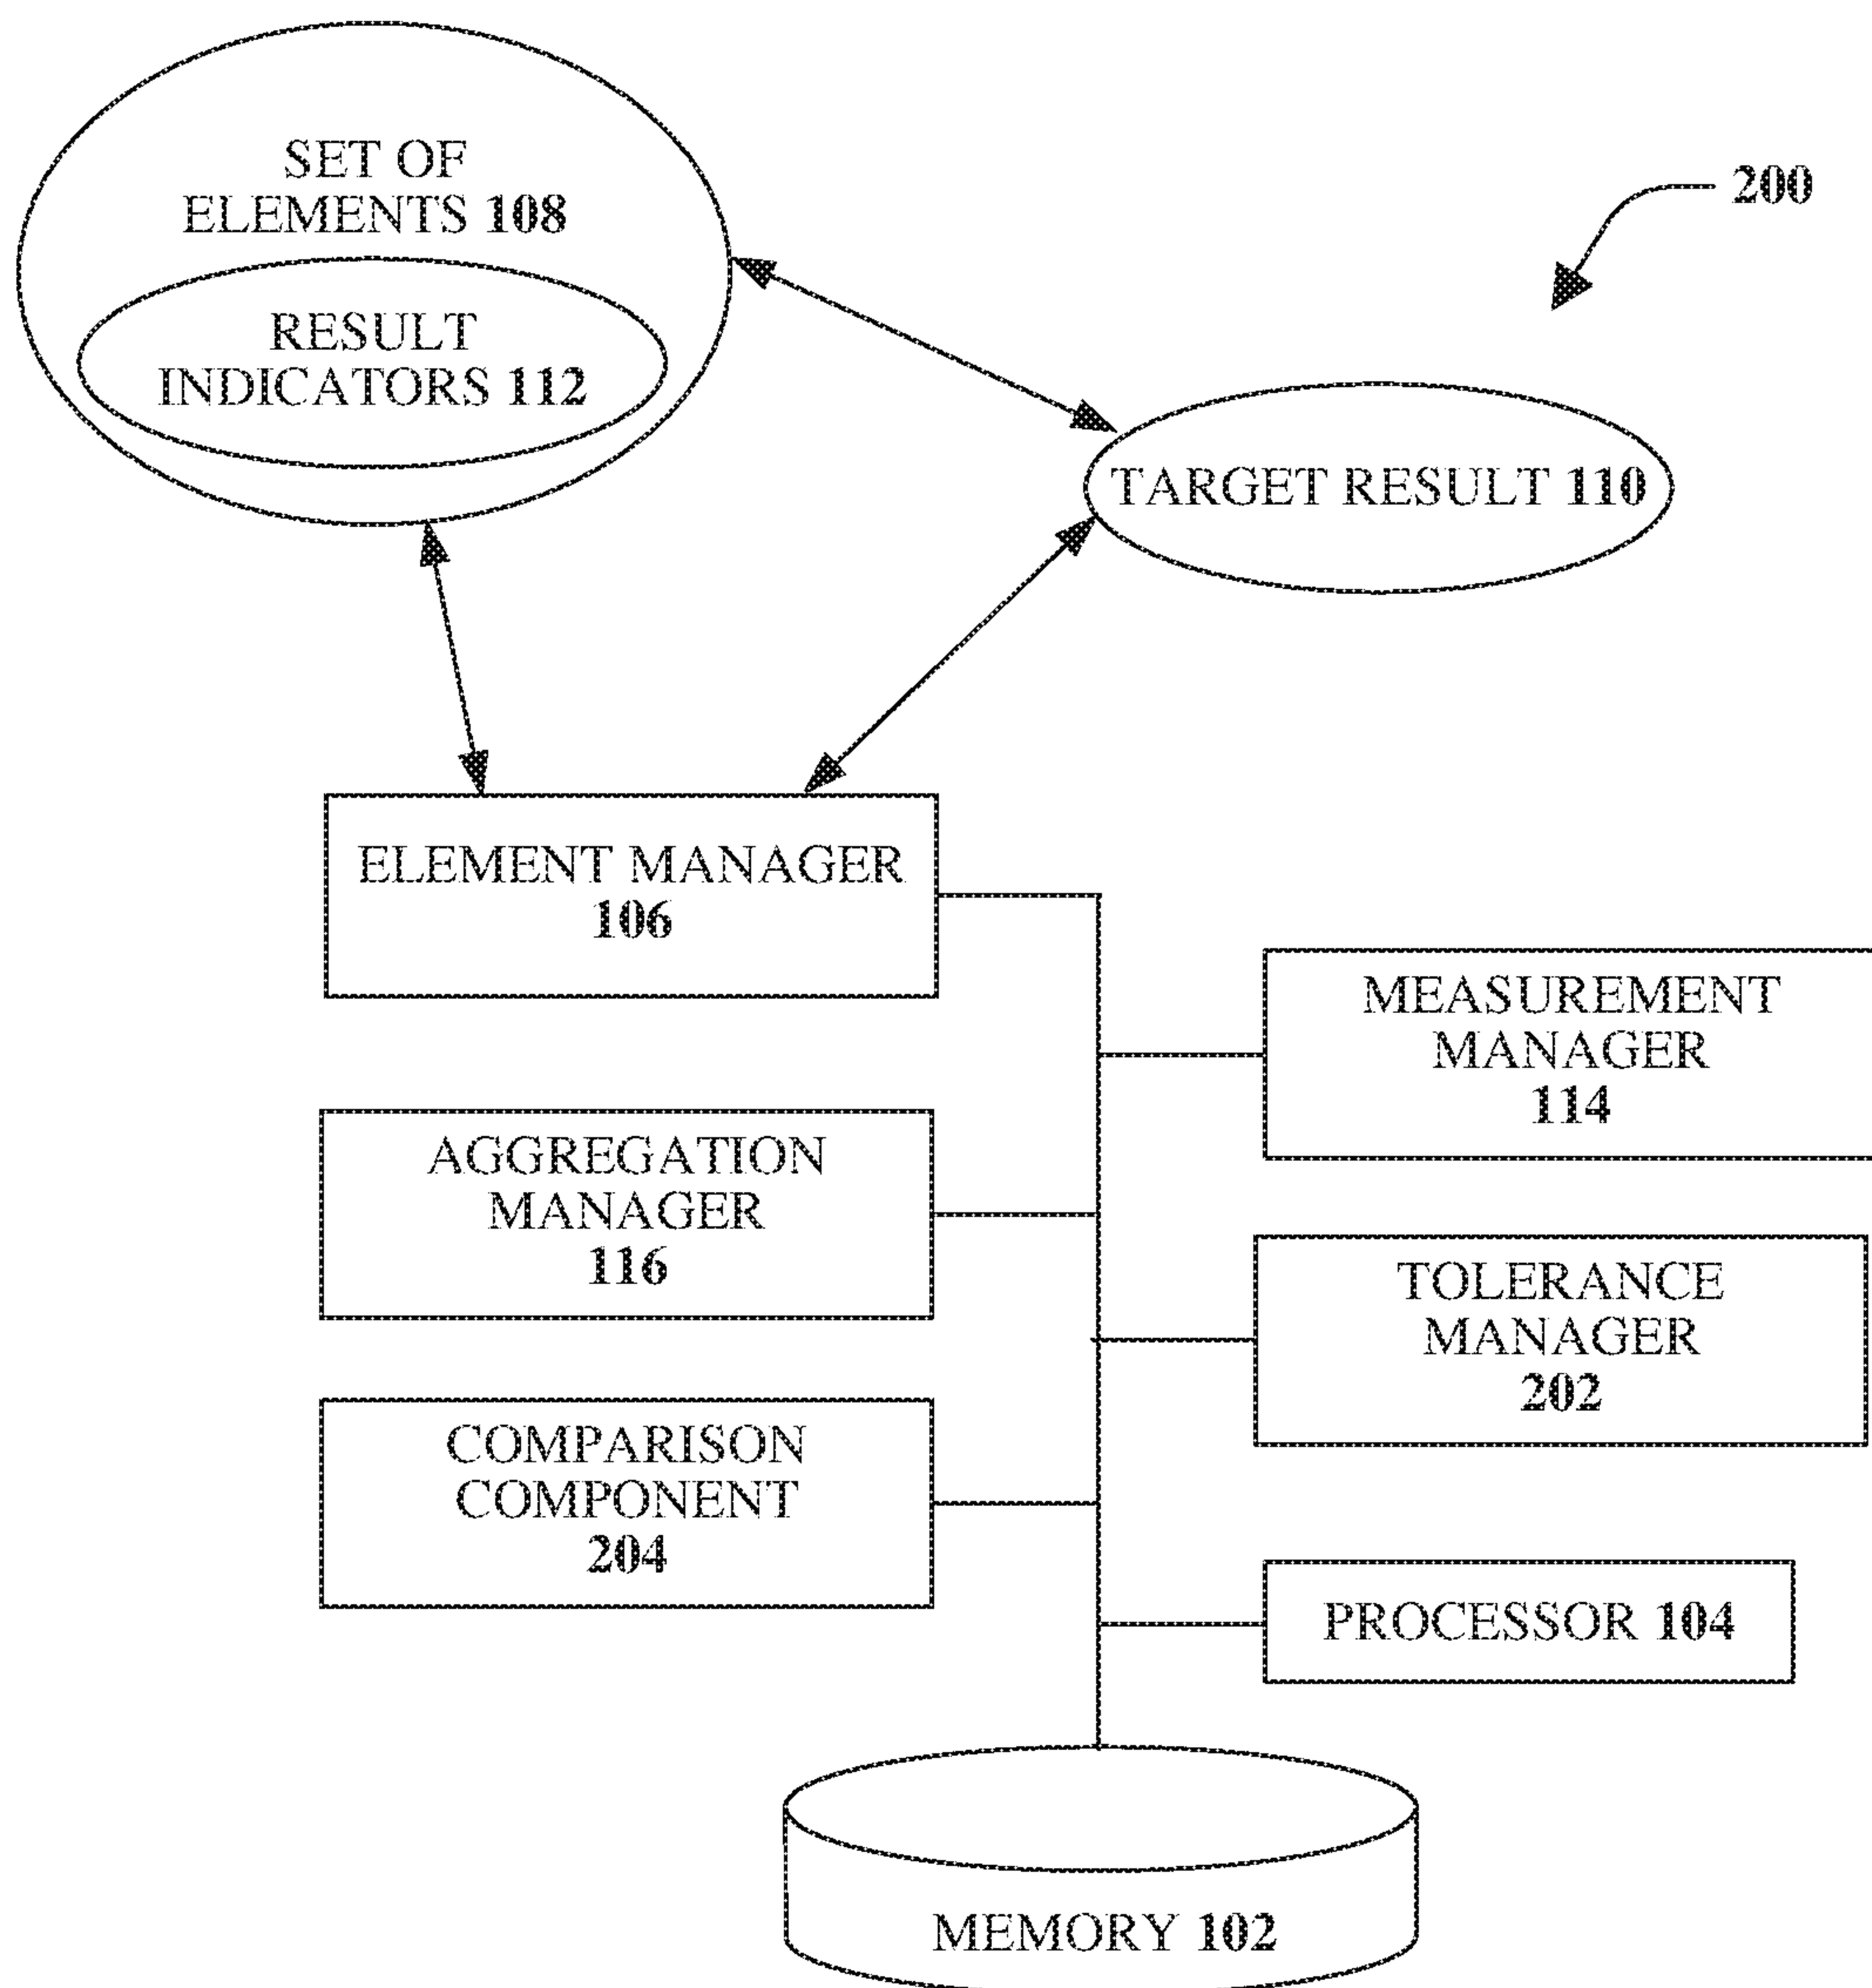 SET OF
ELEMENTS 108
RESULT
INDICATORS 112
200
TARGET RESULT 110
ELEMENT MANAGER
106
MEASUREMENT
MANAGER
114
AGGREGATION
MANAGER
116
TOLERANCE
MANAGER
202
COMPARISON
COMPONENT
204
PROCESSOR 104
MEMORY 102